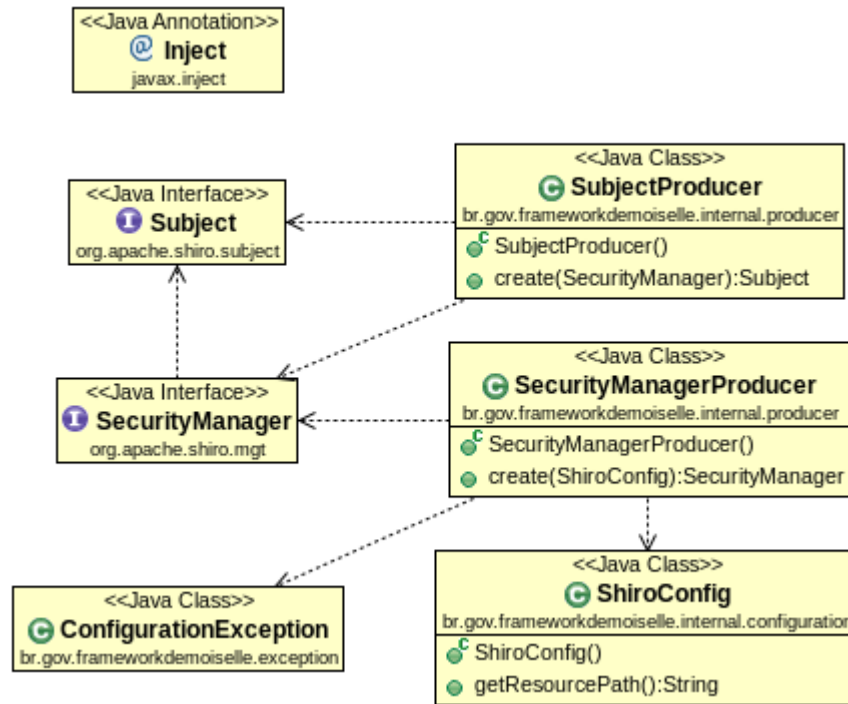 <<Java Annotation>>
@ Inject
javax.inject
<<Java Interface>>
I Subject
org.apache.shiro.subject
<<Java Class>>
C SubjectProducer
br.gov.frameworkdemoiselle.internal.producer
C SubjectProducer()
create(SecurityManager):Subject
<<Java Interface>>
I SecurityManager
org.apache.shiro.mgt
<<Java Class>>
C SecurityManagerProducer
br.gov.frameworkdemoiselle.internal.producer
C SecurityManagerProducer()
create(ShiroConfig):SecurityManager
<<Java Class>>
C ConfigurationException
br.gov.frameworkdemoiselle.exception
<<Java Class>>
C ShiroConfig
br.gov.frameworkdemoiselle.internal.configuration
C ShiroConfig()
getResourcePath():String